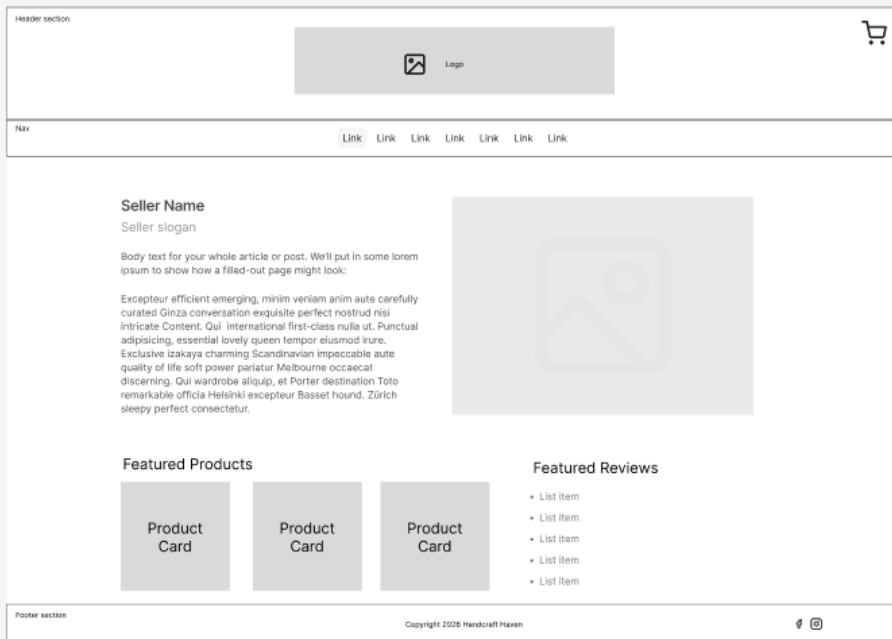 Header section
Logo
Nav
Link Link Link Link Link Link Link
Seller Name
Seller slogan
Body text for your whole article or post. We'll put in some lorem
ipsum to show how a filled-out page might look:
Excepteur efficient emerging, minim veniam anim aute carefully
curated Ginza conversation exquisite perfect nostrud nisi
intricate Content. Qui  international first-class nulla ut. Punctual
adipisicing, essential lovely queen tempor eiusmod irure.
Exclusive izakaya charming Scandinavian impeccable aute
quality of life soft power pariatur Melbourne occaecat
discerning. Qui wardrobe aliquip, et Porter destination Toto
remarkable officia Helsinki excepteur Basset hound. Zürich
sleepy perfect consectetur.
Featured Products
Product
Card
Product
Card
Product
Card
Featured Reviews
• List item
• List item
• List item
• List item
• List item
Footer section
Copyright 2026 Handcraft Haven